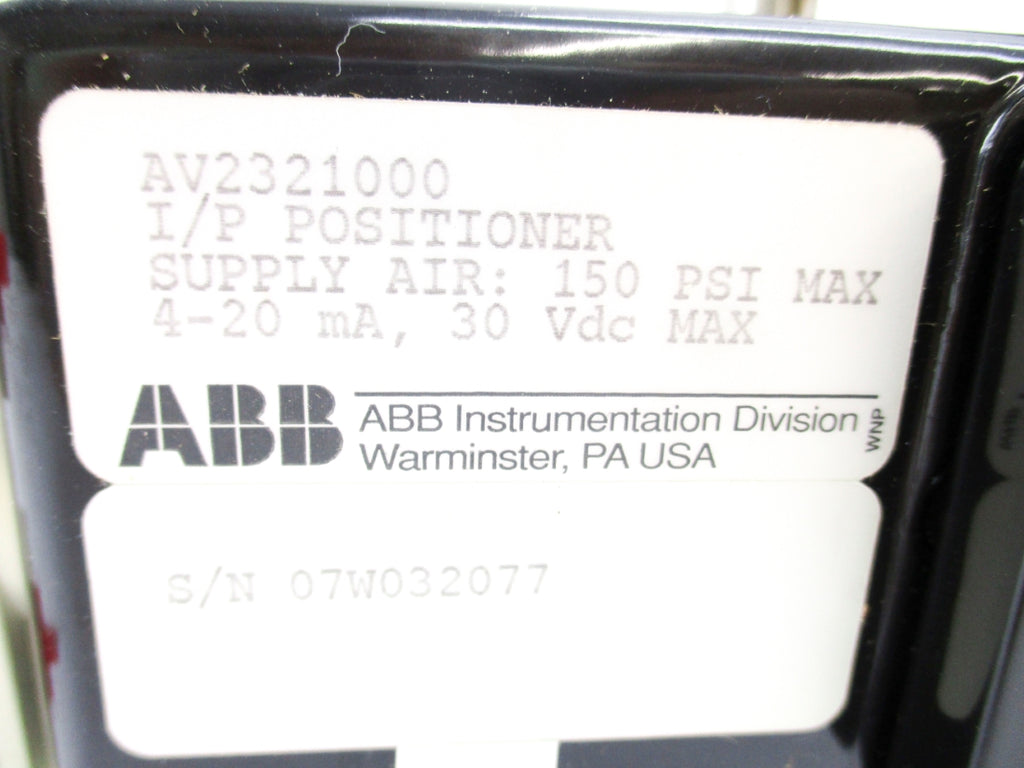 AV2321000
I/P POSITIONER
SUPPLY AIR: 150 PSI MAX
4-20 mA, 30 Vdc MAX
ABB
ABB Instrumentation Division
Warminster, PA USA
WNP
S/N 07W032077